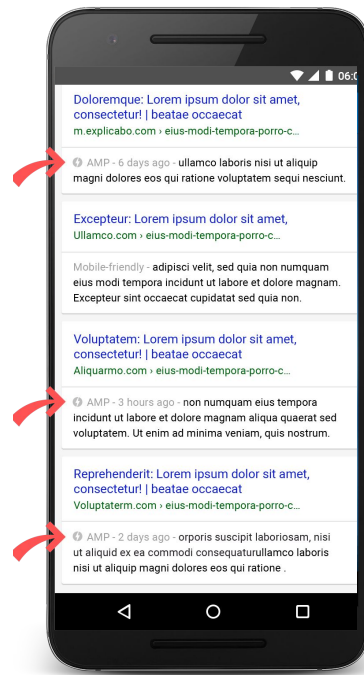 06:0
Doloremque: Lorem ipsum dolor sit amet,
consectetur! | beatae occaecat
m.explicabo.com › eius-modi-tempora-porro-c...
AMP - 6 days ago - ullamco laboris nisi ut aliquip
magni dolores eos qui ratione voluptatem sequi nesciunt.
Excepteur: Lorem ipsum dolor sit amet,
Ullamco.com › eius-modi-tempora-porro-c...
Mobile-friendly - adipisci velit, sed quia non numquam
eius modi tempora incidunt ut labore et dolore magnam.
Excepteur sint occaecat cupidatat sed quia non.
Voluptatem: Lorem ipsum dolor sit amet,
consectetur! | beatae occaecat
Aliquarmo.com › eius-modi-tempora-porro-c...
AMP - 3 hours ago - non numquam eius tempora
incidunt ut labore et dolore magnam aliqua quaerat sed
voluptatem. Ut enim ad minima veniam, quis nostrum.
Reprehenderit: Lorem ipsum dolor sit amet,
consectetur! | beatae occaecat
Voluptaterm.com › eius-modi-tempora-porro-c...
AMP - 2 days ago - orporis suscipit laboriosam, nisi
ut aliquid ex ea commodi consequaturullamco laboris
nisi ut aliquip magni dolores eos qui ratione .